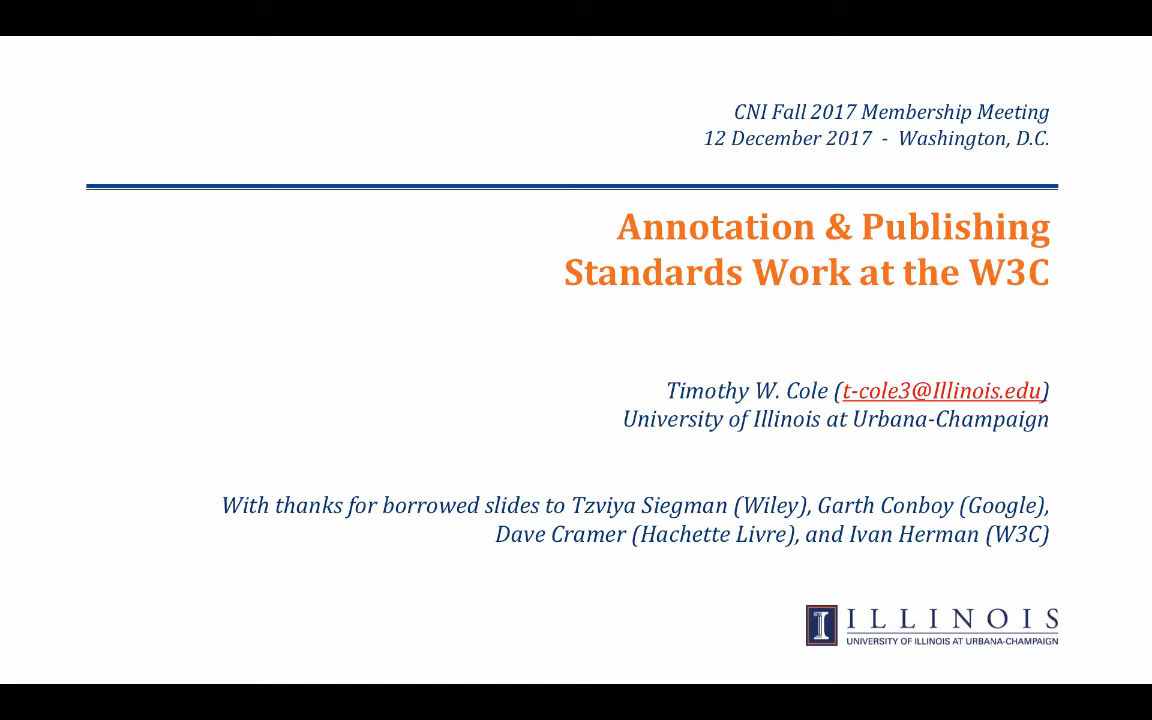 CNI Fall 2017 Membership Meeting
12 December 2017 - Washington, D.C.
Annotation & Publishing
Standards Work at the W3C
Timothy W. Cole (t-cole3@Illinois.edu)
University of Illinois at Urbana-Champaign
With thanks for borrowed slides to Tzviya Siegman (Wiley), Garth Conboy (Google),
Dave Cramer (Hachette Livre), and Ivan Herman (W3C)
I ILLINOIS
UNIVERSITY OF ILLINOIS AT URBANA-CHAMPAIGN